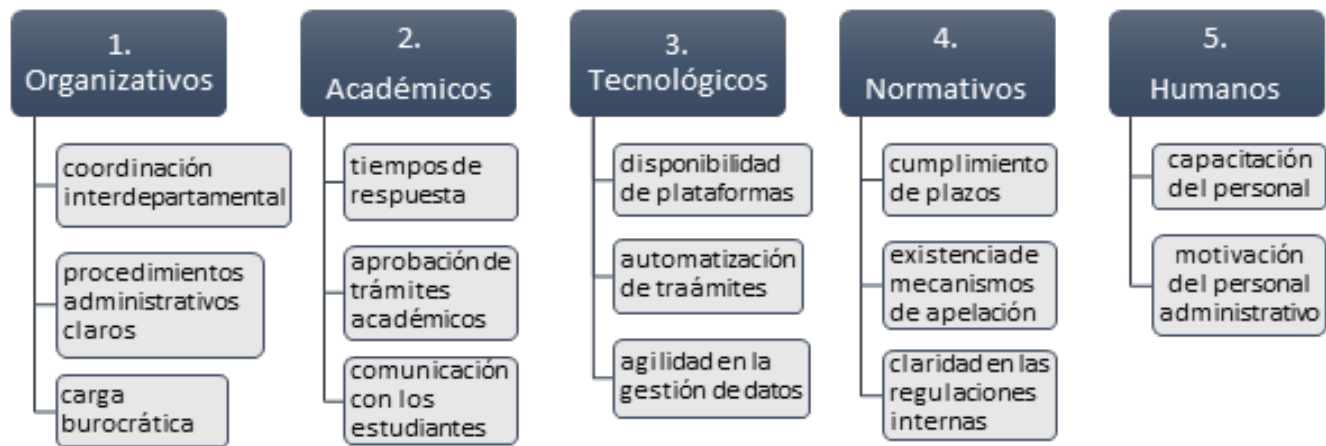 1.
Organizativos
coordinación
interdepartamental
procedimientos
administrativos
claros
carga
burocrática
2.
Académicos
tiempos de
respuesta
aprobación de
trámites
académicos
comunicación
con los
estudiantes
3.
Tecnológicos
disponibilidad
de plataformas
automatización
de traámites
agilidad en la
gestión de datos
4.
Normativos
cumplimiento
de plazos
existencia de
mecanismos
de apelación
claridad en las
regulaciones
internas
5.
Humanos
capacitación
del personal
motivación
del personal
administrativo